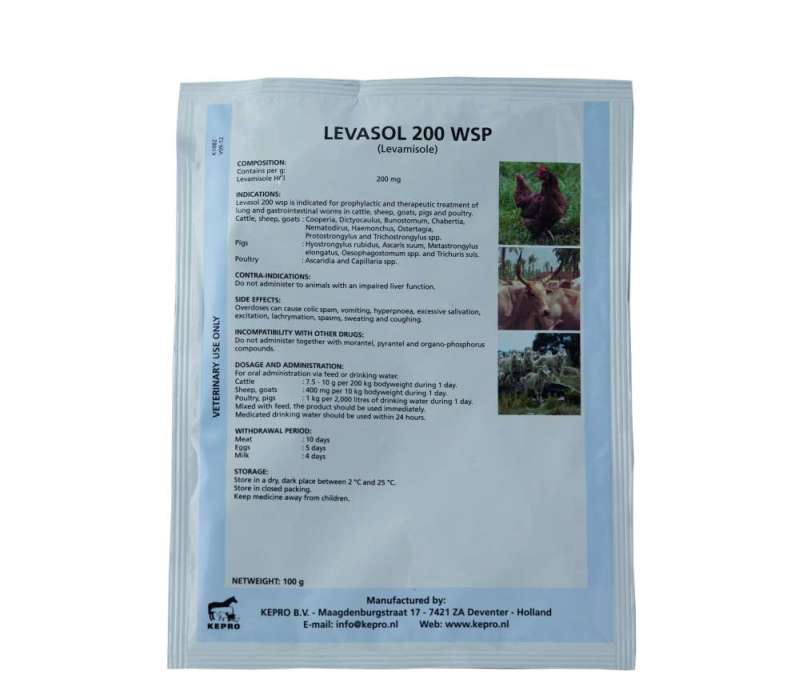 LEVASOL 200 WSP
(Levamisole)
COMPOSITION:
Contains per g:
Levamisole HCl 200 mg
INDICATIONS:
Levasol 200 wsp is indicated for prophylactic and therapeutic treatment of
lung and gastrointestinal worms in cattle, sheep, goats, pigs and poultry.
Cattle, sheep, goats : Cooperia, Dictyocaulus, Bunostomum, Chabertia,
Nematodirus, Haemonchus, Ostertagia,
Protostrongylus and Trichostrongylus spp.
Pigs : Hyostrongylus rubidus, Ascaris suum, Metastrongylus
elongatus, Oesophagostomum spp. and Trichuris suis.
Poultry : Ascaridia and Capillaria spp.
CONTRA-INDICATIONS:
Do not administer to animals with an impaired liver function.
SIDE EFFECTS:
Overdoses can cause colic spam, vomiting, hyperpnoea, excessive salivation,
excitation, lachrymation, spasms, sweating and coughing.
INCOMPATIBILITY WITH OTHER DRUGS:
Do not administer together with morantel, pyrantel and organo-phosphorus
compounds.
DOSAGE AND ADMINISTRATION:
For oral administration via feed or drinking water.
Cattle : 7.5 - 10 g per 200 kg bodyweight during 1 day.
Sheep, goats : 400 mg per 10 kg bodyweight during 1 day.
Poultry, pigs : 1 kg per 2,000 litres of drinking water during 1 day.
Mixed with feed, the product should be used immediately.
Medicated drinking water should be used within 24 hours.
WITHDRAWAL PERIOD:
Meat : 10 days
Eggs : 5 days
Milk : 4 days
STORAGE:
Store in a dry, dark place between 2 °C and 25 °C.
Store in closed packing.
Keep medicine away from children.
NETWEIGHT: 100 g
VETERINARY USE ONLY
KEPRO
Manufactured by:
KEPRO B.V. - Maagdenburgstraat 17 - 7421 ZA Deventer - Holland
E-mail: info@kepro.nl Web: www.kepro.nl